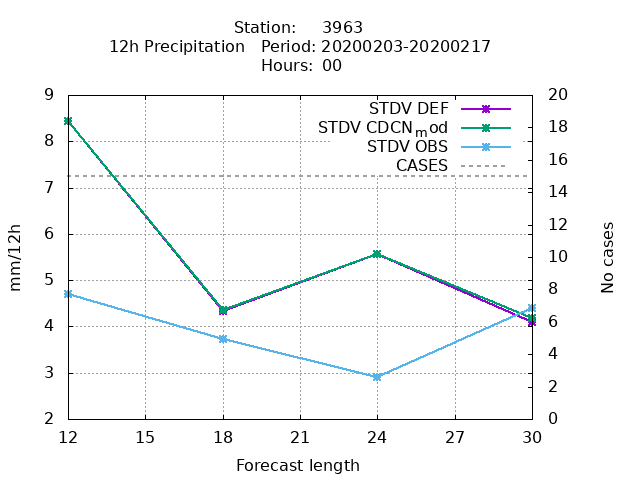 Station: 3963
12h Precipitation Period: 20200203-20200217
Hours: 00
STDV DEF
STDV CDCNmod
STDV OBS
CASES
mm/12h
No cases
9
8
7
6
5
4
3
2
20
18
16
14
12
10
8
6
4
2
0
12 15 18 21 24 27 30
Forecast length